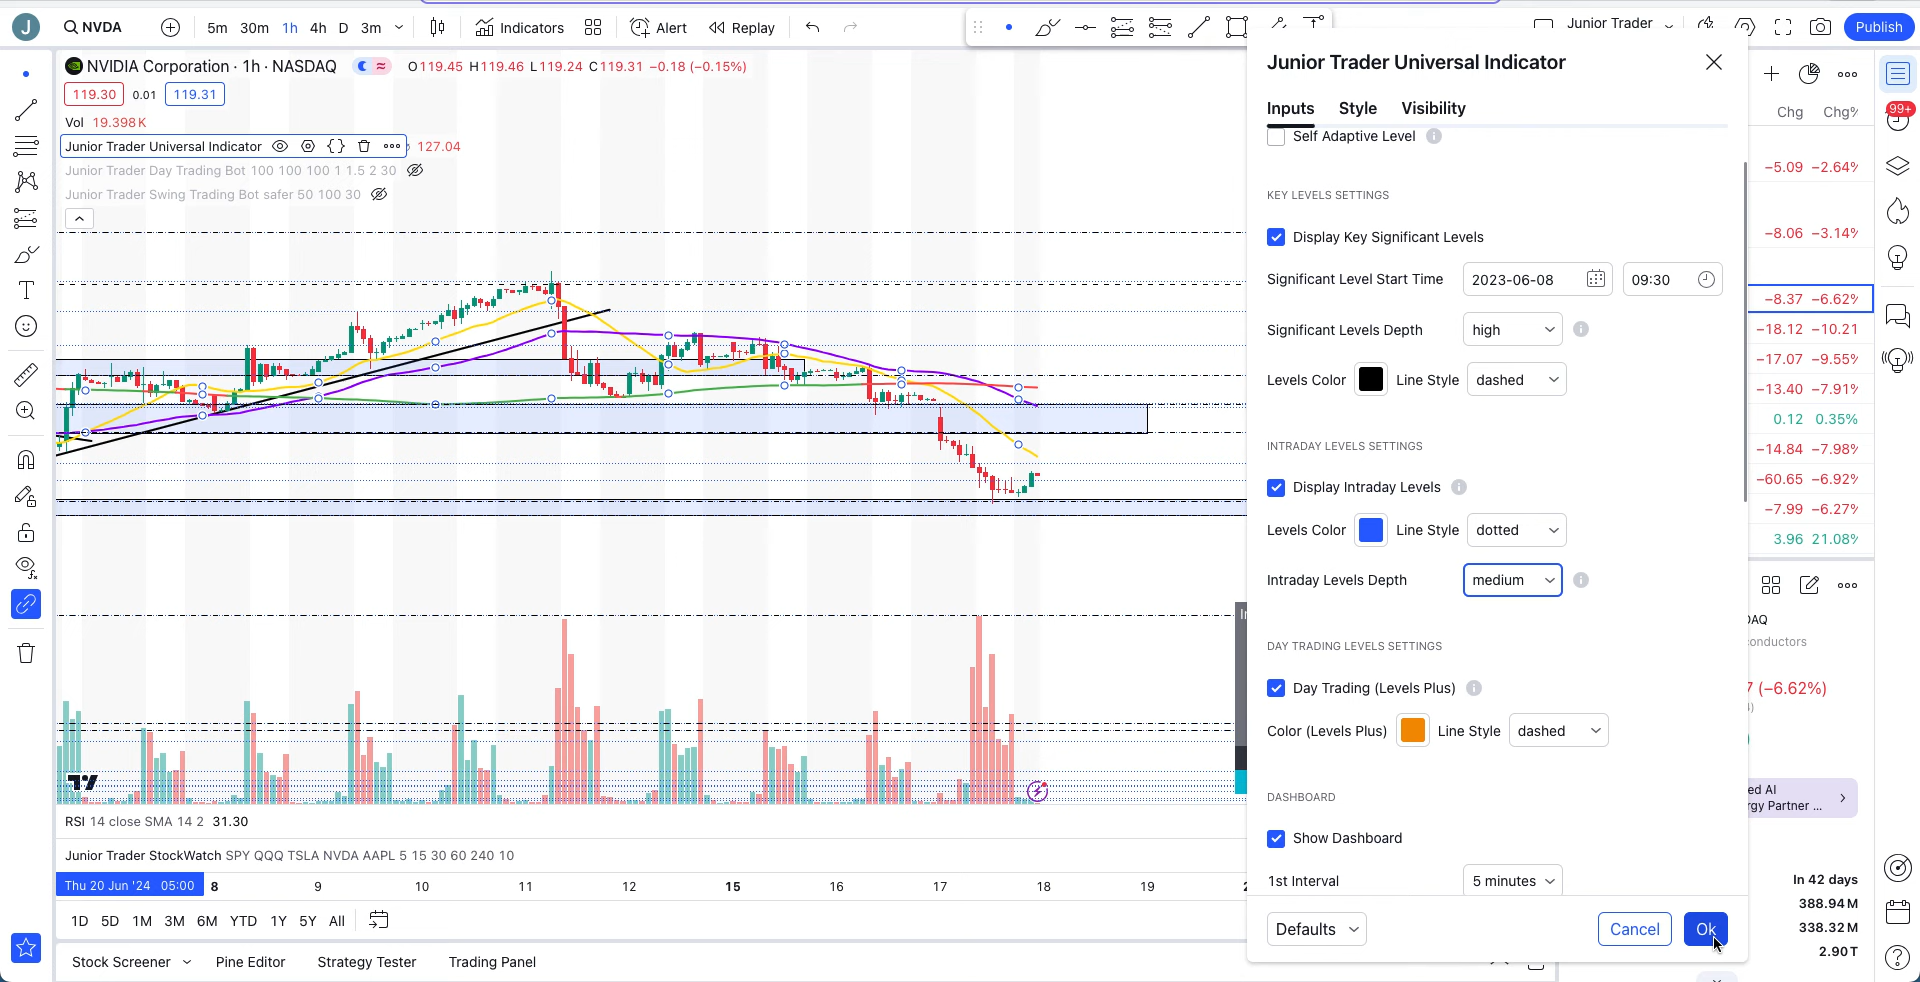 J
NVDA
5m 30m 1h 4h D 3m
Indicators
Alert
Replay
Junior Trader
Publish
NVIDIA Corporation · 1h · NASDAQ
O119.45 H119.46 L119.24 C119.31 −0.18 (−0.15%)
119.30 0.01 119.31
Vol 19.398K
Junior Trader Universal Indicator 127.04
Junior Trader Day Trading Bot 100 100 100 1 1.5 2 30
Junior Trader Swing Trading Bot safer 50 100 30
RSI 14 close SMA 14 2 31.30
Junior Trader StockWatch SPY QQQ TSLA NVDA AAPL 5 15 30 60 240 10
Thu 20 Jun '24 05:00 8 9 10 11 12 15 16 17 18 19
1D 5D 1M 3M 6M YTD 1Y 5Y All
Stock Screener Pine Editor Strategy Tester Trading Panel
Junior Trader Universal Indicator
Inputs Style Visibility
Self Adaptive Level
KEY LEVELS SETTINGS
Display Key Significant Levels
Significant Level Start Time 2023-06-08 09:30
Significant Levels Depth high
Levels Color Line Style dashed
INTRADAY LEVELS SETTINGS
Display Intraday Levels
Levels Color Line Style dotted
Intraday Levels Depth medium
DAY TRADING LEVELS SETTINGS
Day Trading (Levels Plus)
Color (Levels Plus) Line Style dashed
DASHBOARD
Show Dashboard
1st Interval 5 minutes
Defaults Cancel Ok
Chg Chg%
−5.09 −2.64%
−8.06 −3.14%
−8.37 −6.62%
−18.12 −10.21
−17.07 −9.55%
−13.40 −7.91%
0.12 0.35%
−14.84 −7.98%
−60.65 −6.92%
−7.99 −6.27%
3.96 21.08%
99+
DAQ
onductors
7 (−6.62%)
ed AI
rgy Partner ...
In 42 days
388.94M
338.32M
2.90T